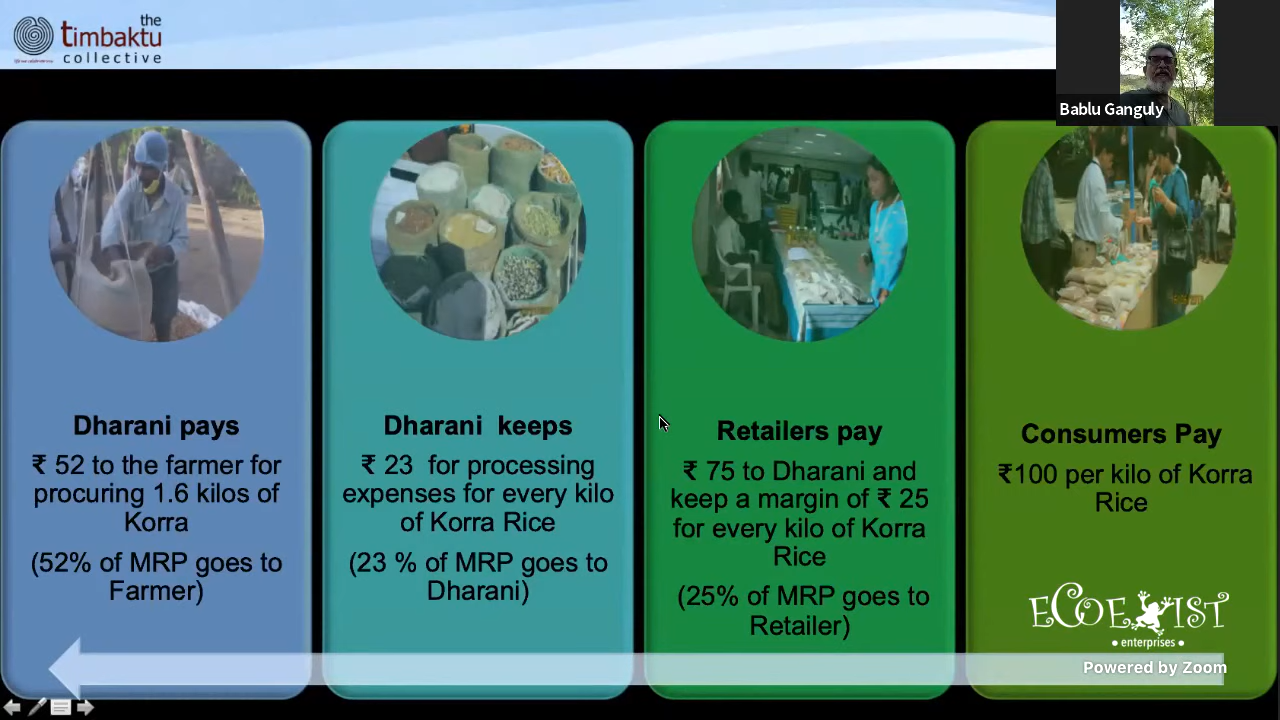 the
timbaktu
collective
Bablu Ganguly
Dharani pays
₹ 52 to the farmer for
procuring 1.6 kilos of
Korra
(52% of MRP goes to
Farmer)
Dharani keeps
₹ 23 for processing
expenses for every kilo
of Korra Rice
(23 % of MRP goes to
Dharani)
Retailers pay
₹ 75 to Dharani and
keep a margin of ₹ 25
for every kilo of Korra
Rice
(25% of MRP goes to
Retailer)
Consumers Pay
₹100 per kilo of Korra
Rice
ECOEXIST
• enterprises •
Powered by Zoom